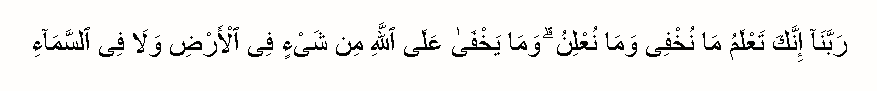 رَبَّنَآ إِنَّكَ تَعْلَمُ مَا نُخْفِى وَمَا نُعْلِنُ ۗ وَمَا يَخْفَىٰ عَلَى ٱللَّهِ مِن شَىْءٍ فِى ٱلْأَرْضِ وَلَا فِى ٱلسَّمَآءِ